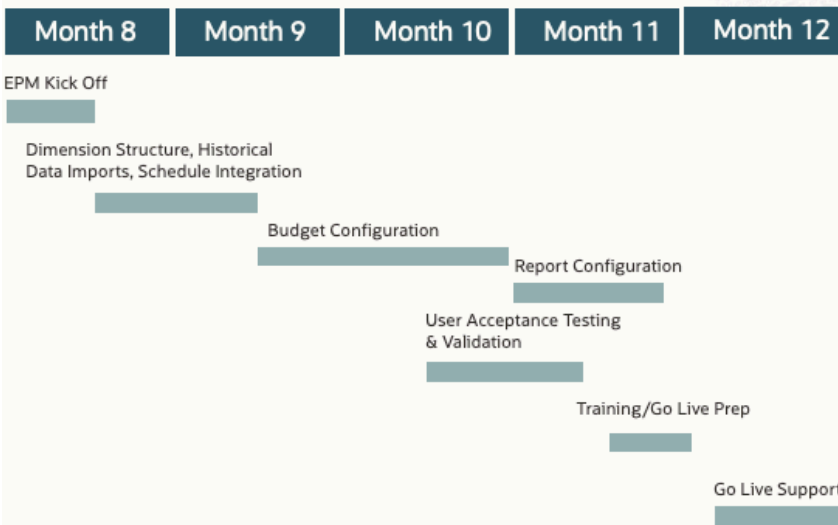 Month 8
Month 9
Month 10
Month 11
Month 12
EPM Kick Off
Dimension Structure, Historical
Data Imports, Schedule Integration
Budget Configuration
Report Configuration
User Acceptance Testing
& Validation
Training/Go Live Prep
Go Live Support